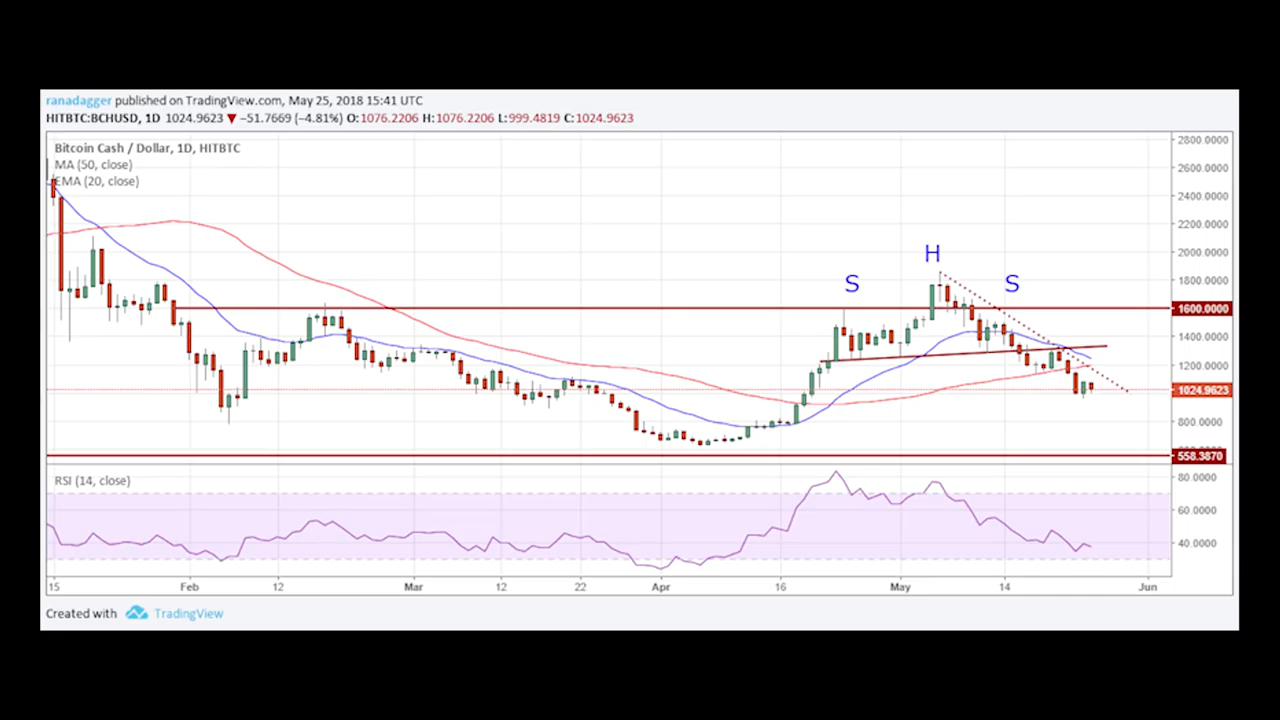 ranadagger published on TradingView.com, May 25, 2018 15:41 UTC
HITBTC:BCHUSD, 1D 1024.9623 ▼ −51.7669 (−4.81%) O:1076.2206 H:1076.2206 L:999.4819 C:1024.9623
Bitcoin Cash / Dollar, 1D, HITBTC
MA (50, close)
EMA (20, close)
2800.0000
2600.0000
2400.0000
2200.0000
2000.0000
1800.0000
1600.0000
1400.0000
1200.0000
1024.9623
800.0000
558.3870
H
S
S
RSI (14, close)
80.0000
60.0000
40.0000
15 Feb 12 Mar 12 22 Apr 16 May 14 Jun
Created with TradingView